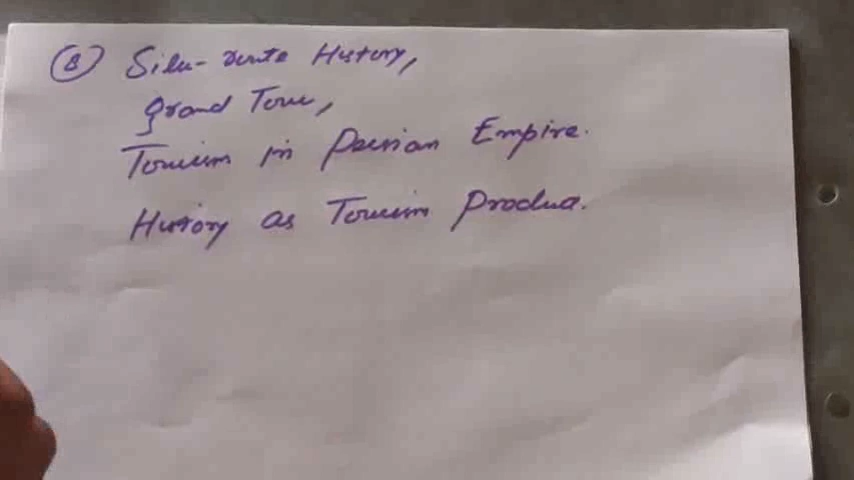 ⑧ Silk-route History,
Grand Tour,
Tourism in Persian Empire.
History as Tourism Product.